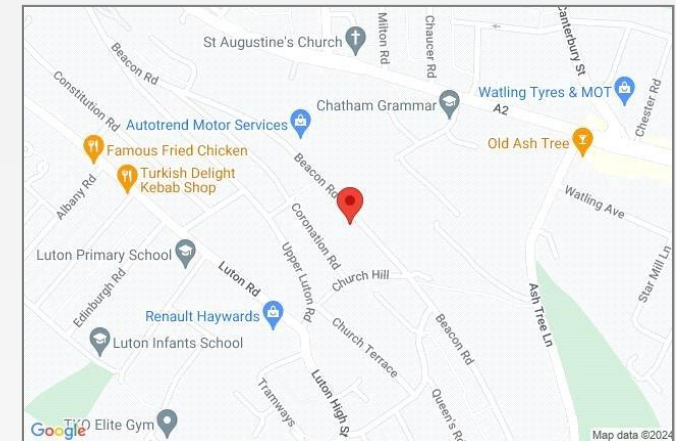 Canterbury St
Milton Rd
Chaucer Rd
St Augustine's Church
Beacon Rd
Constitution Rd
Chatham Grammar
A2
Watling Tyres & MOT
Chester Rd
Autotrend Motor Services
Old Ash Tree
Famous Fried Chicken
Turkish Delight
Kebab Shop
Beacon Rd
Albany Rd
Watling Ave
Coronation Rd
Luton Primary School
Upper Luton Rd
Luton Rd
Church Hill
Star Mill Ln
Edinburgh Rd
Ash Tree Ln
Renault Haywards
Beacon Rd
Luton Infants School
Church Terrace
Luton High St
Tramways
Queen's Rd
TKO Elite Gym
Google
Map data ©2024